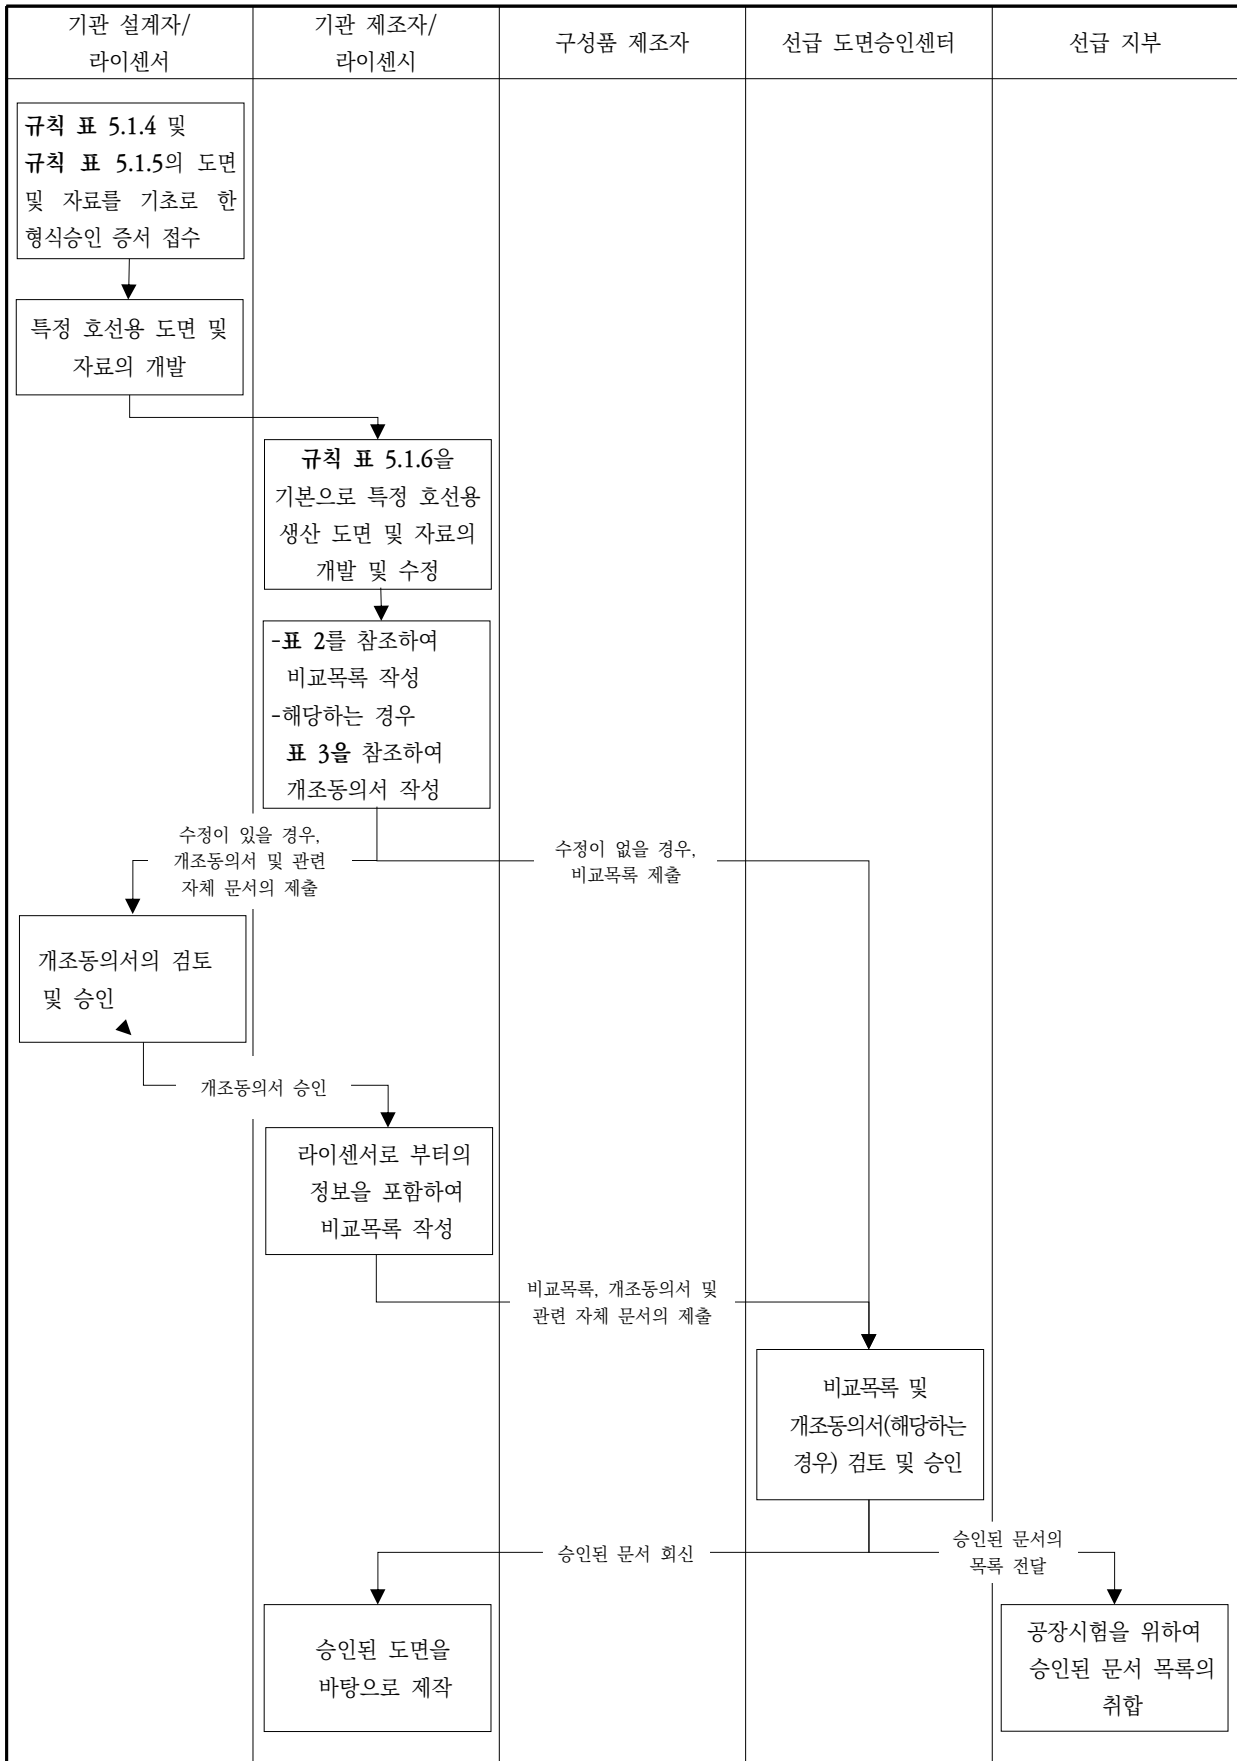 기관 설계자/
라이센서
기관 제조자/
라이센시
구성품 제조자
선급 도면승인센터
선급 지부
규칙 표 5.1.4 및
규칙 표 5.1.5의 도면
및 자료를 기초로 한
형식승인 증서 접수
특정 호선용 도면 및
자료의 개발
규칙 표 5.1.6을
기본으로 특정 호선용
생산 도면 및 자료의
개발 및 수정
-표 2를 참조하여
비교목록 작성
-해당하는 경우
표 3을 참조하여
개조동의서 작성
수정이 있을 경우,
개조동의서 및 관련
자체 문서의 제출
수정이 없을 경우,
비교목록 제출
개조동의서의 검토
및 승인
개조동의서 승인
라이센서로 부터의
정보을 포함하여
비교목록 작성
비교목록, 개조동의서 및
관련 자체 문서의 제출
비교목록 및
개조동의서(해당하는
경우) 검토 및 승인
승인된 문서 회신
승인된 문서의
목록 전달
승인된 도면을
바탕으로 제작
공장시험을 위하여
승인된 문서 목록의
취합